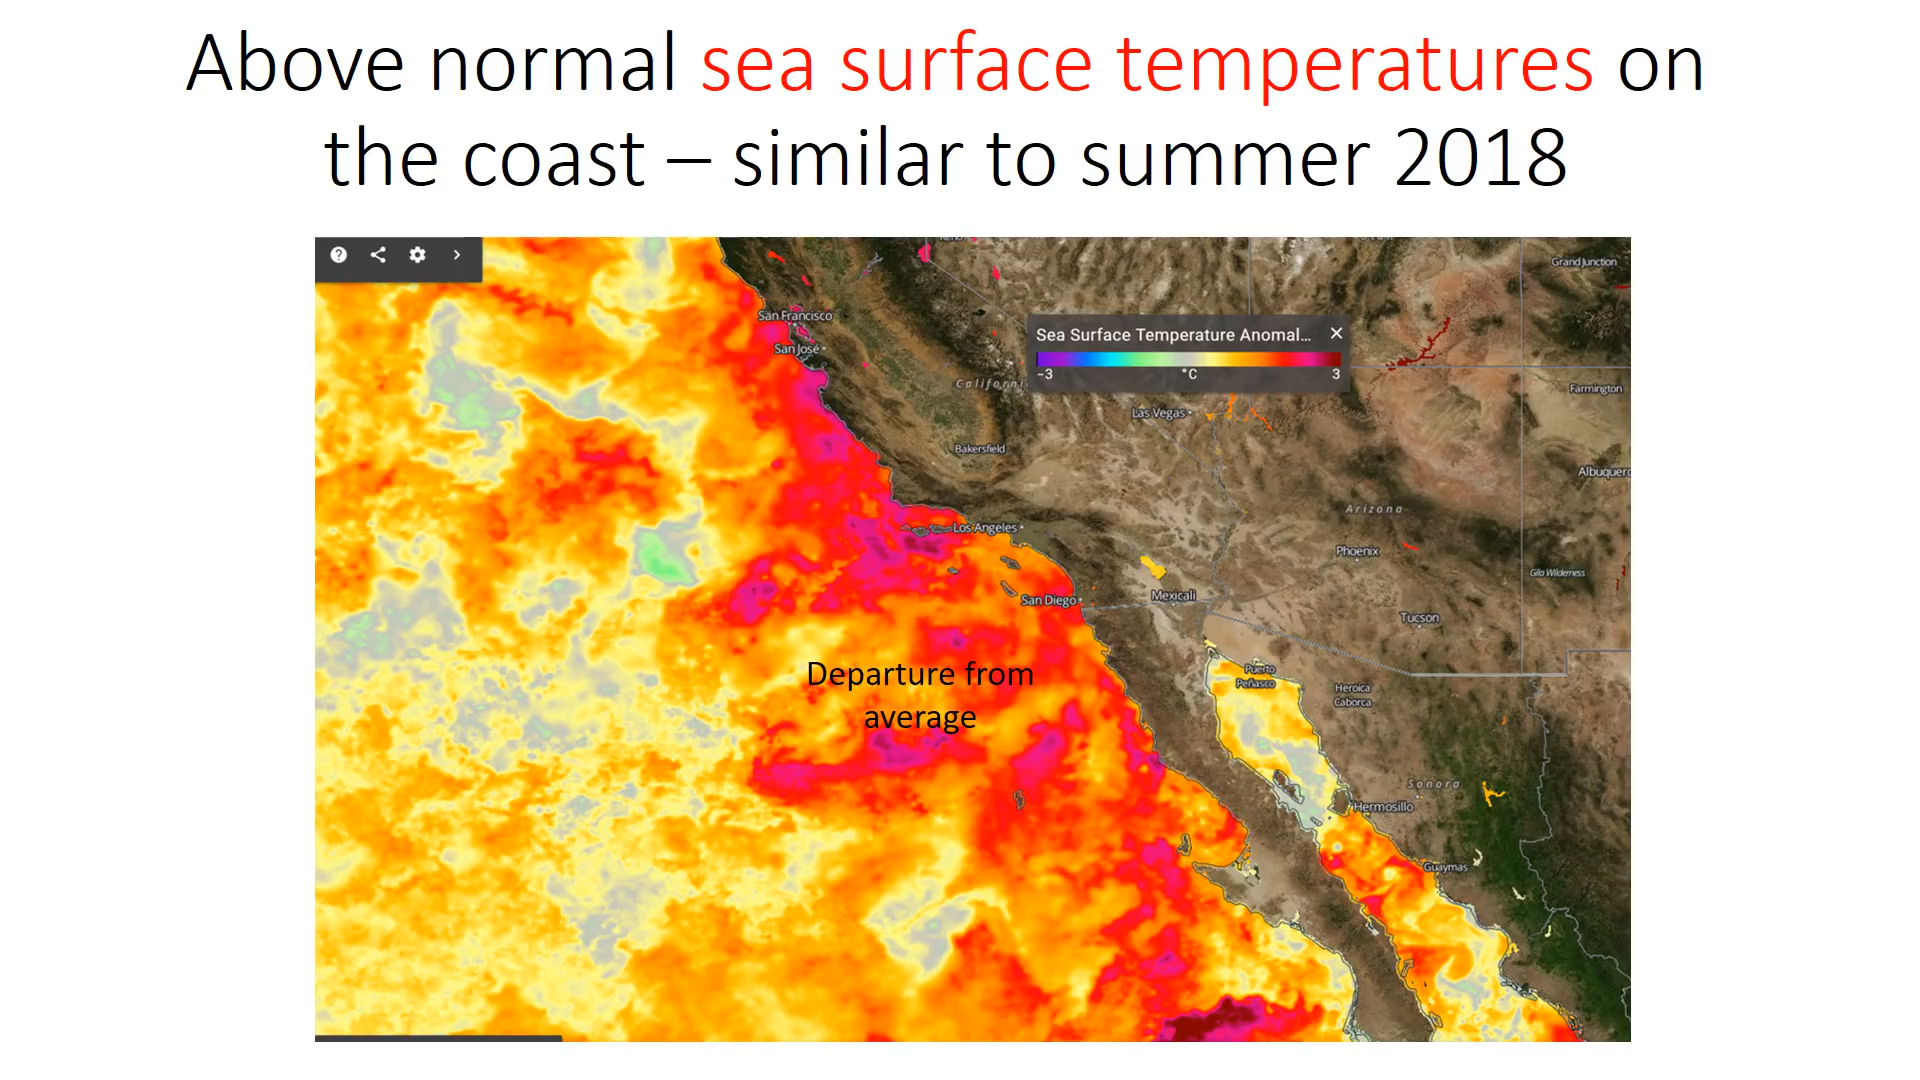 Above normal sea surface temperatures on
the coast – similar to summer 2018
Grand Junction
San Francisco
Sea Surface Temperature Anomal...
San José
-3
°C
3
Californi
Farmington
Las Vegas
Bakersfield
Albuquerq
Arizona
Los Angeles
Phoenix
Gila Wilderness
San Diego
Mexicali
Tucson
Departure from
average
Puerto
Peñasco
Heroica
Caborca
Sonora
Hermosillo
Guaymas